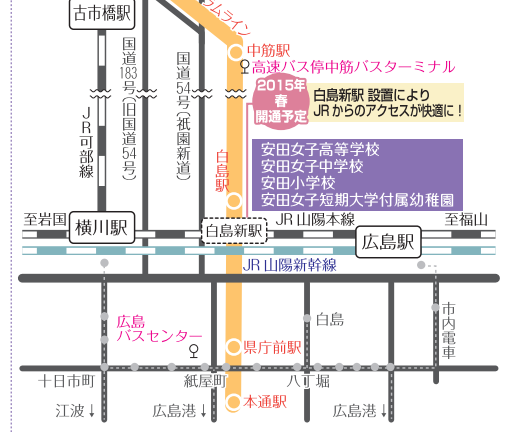 古市橋駅
ラムライン
中筋駅
高速バス停中筋バスターミナル
国道183号(旧国道54号)
国道54号(祇園新道)
2015年
春
開通予定
白島新駅 設置により
JRからのアクセスが快適に！
JR可部線
白島駅
安田女子高等学校
安田女子中学校
安田小学校
安田女子短期大学付属幼稚園
至岩国
横川駅
白島新駅
JR山陽本線
至福山
広島駅
JR山陽新幹線
広島
バスセンター
白島
市内電車
県庁前駅
十日市町
紙屋町
八丁堀
本通駅
江波↓
広島港↓
広島港↓